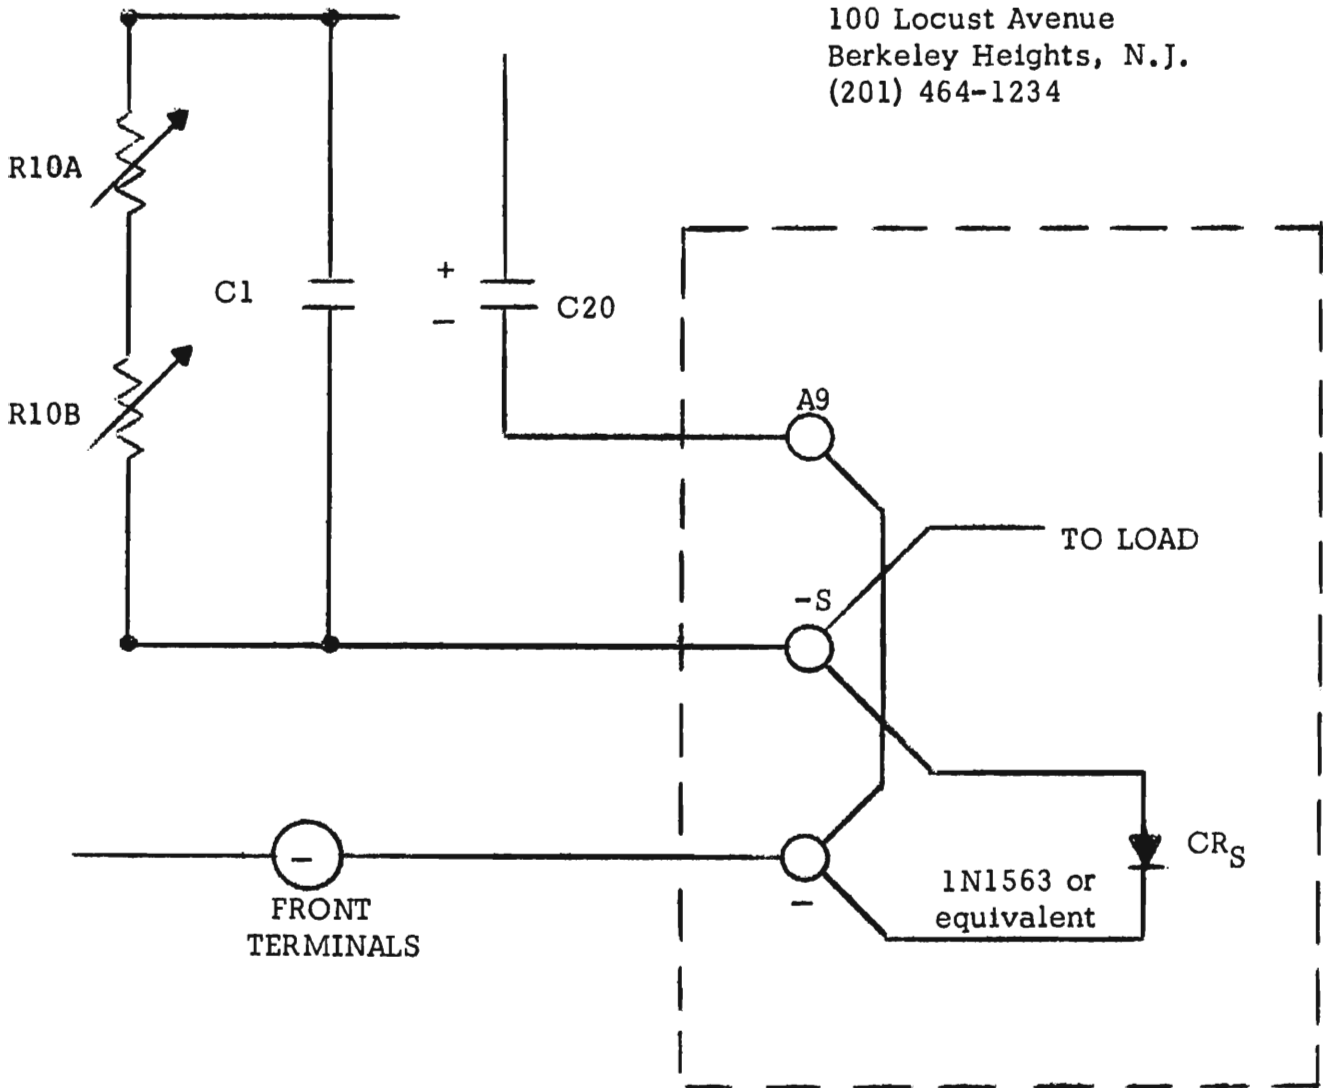 100 Locust Avenue
Berkeley Heights, N.J.
(201) 464-1234
R10A
C1
+
−
C20
R10B
A9
TO LOAD
-S
−
FRONT
TERMINALS
−
1N1563 or
equivalent
CRS